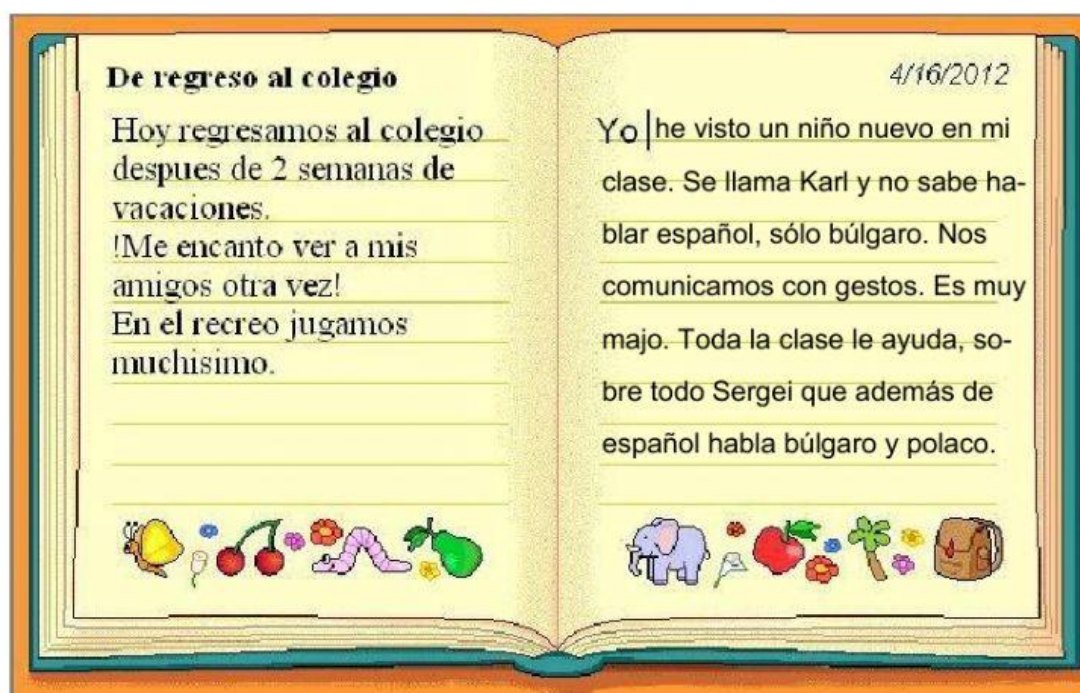 De regreso al colegio
Hoy regresamos al colegio
despues de 2 semanas de
vacaciones.
!Me encanto ver a mis
amigos otra vez!
En el recreo jugamos
muchisimo.
4/16/2012
Yo he visto un niño nuevo en mi
clase. Se llama Karl y no sabe ha-
blar español, sólo búlgaro. Nos
comunicamos con gestos. Es muy
majo. Toda la clase le ayuda, so-
bre todo Sergei que además de
español habla búlgaro y polaco.